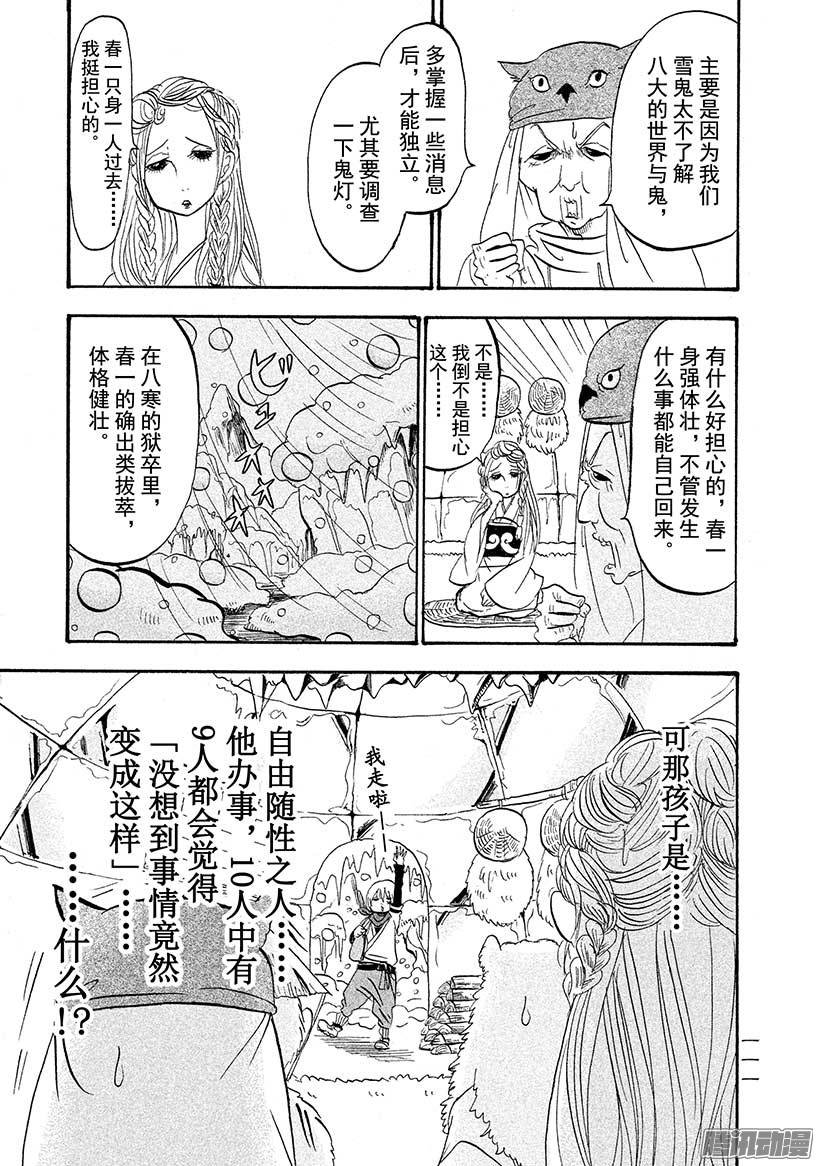 主要是因为我们
雪鬼太不了解
八大的世界与鬼，
多掌握一些消息
后，才能独立。
尤其要调查
一下鬼灯。
春一只身一人过去……
我挺担心的。
有什么好担心的，春一
身强体壮，不管发生
什么事都能自己回来。
不是……
我倒不是担心
这个……
ビュオオオ
在八寒的狱卒里，
春一的确出类拔萃，
体格健壮。
可那孩子是……
我走啦—
自由随性之人……
他办事，10人中有
9人都会觉得
「没想到事情竟然
变成这样」……
……什么!?
一一一
腾讯动漫